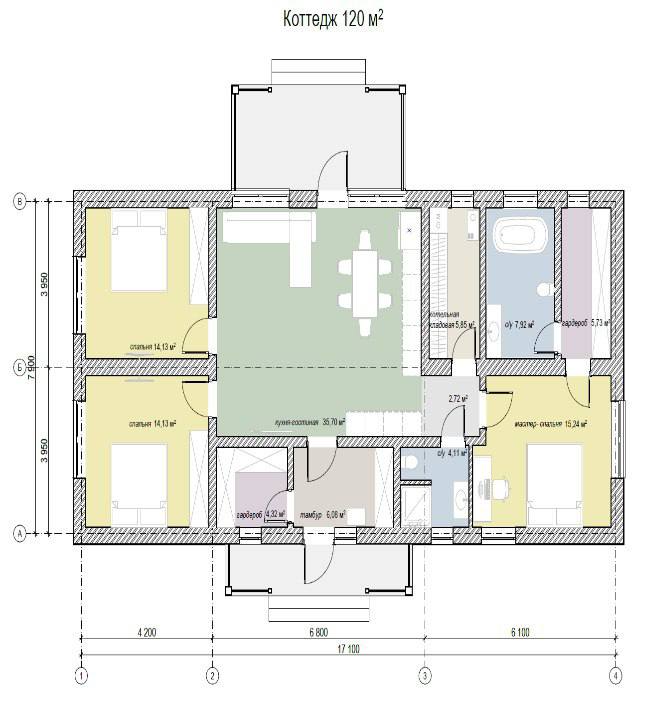 Коттедж 120 м²
В
Б
А
3 950
7 900
3 950
спальня 14,13 м²
спальня 14,13 м²
кухня-гостиная 35,70 м²
котельная
кладовая 5,85 м²
с/у 7,92 м²
гардероб 5,73 м²
2,72 м²
мастер- спальня 15,24 м²
с/у 4,11 м²
гардероб 4,32 м²
тамбур 6,08 м²
4 200
6 800
6 100
17 100
1
2
3
4